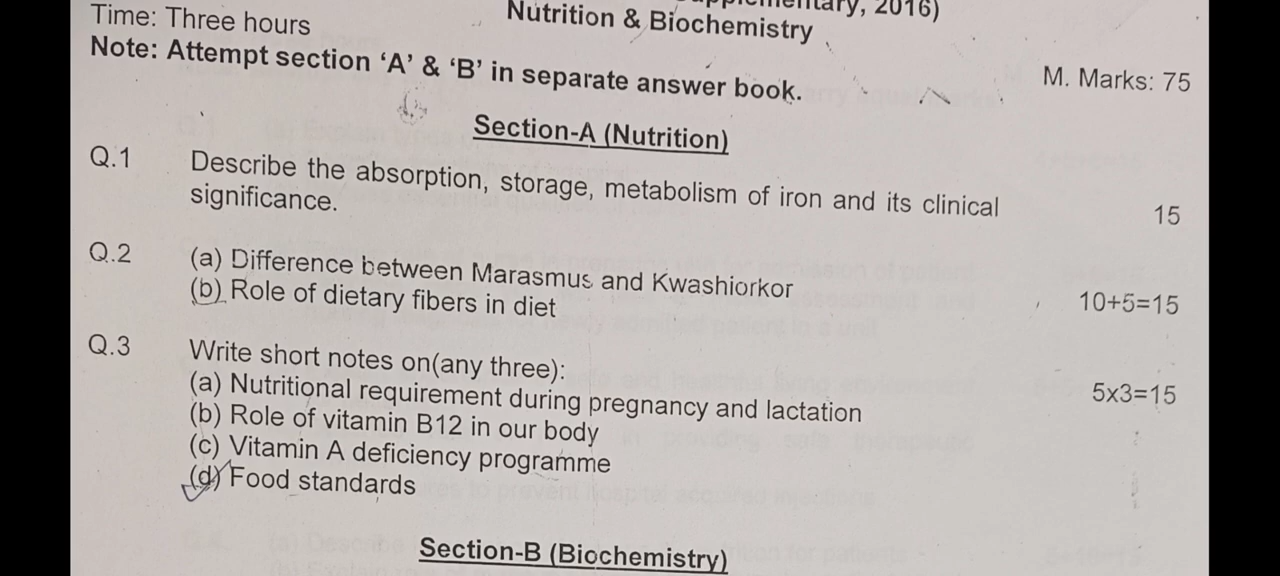 2016)
Time: Three hours
Nutrition & Biochemistry
Note: Attempt section ‘A’ & ‘B’ in separate answer book.
M. Marks: 75
Section-A (Nutrition)
Q.1 Describe the absorption, storage, metabolism of iron and its clinical
significance. 15
Q.2 (a) Difference between Marasmus and Kwashiorkor
(b) Role of dietary fibers in diet 10+5=15
Q.3 Write short notes on(any three):
(a) Nutritional requirement during pregnancy and lactation 5x3=15
(b) Role of vitamin B12 in our body
(c) Vitamin A deficiency programme
(d) Food standards
Section-B (Biochemistry)